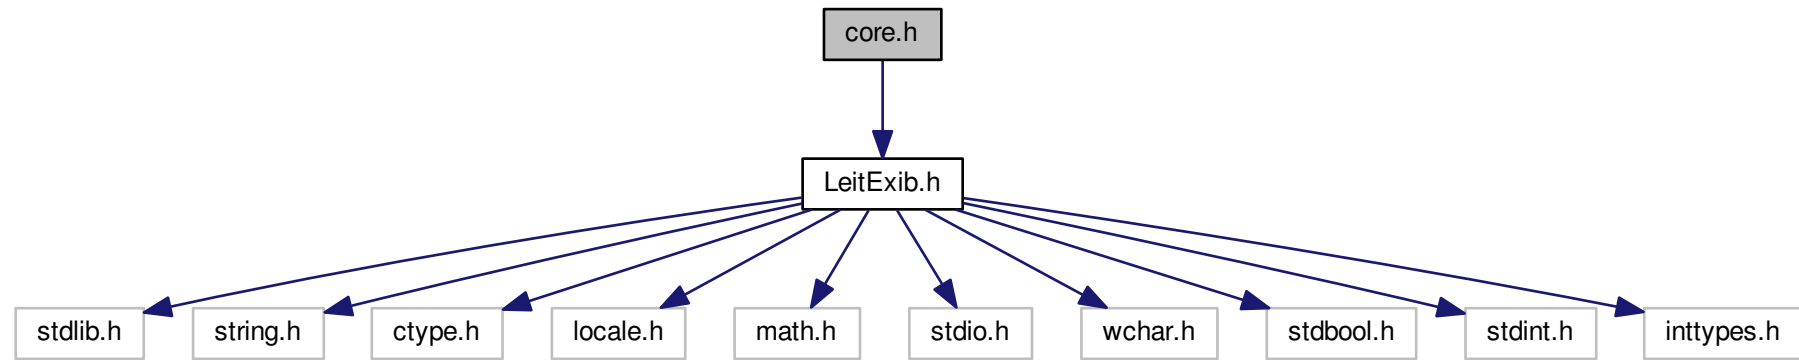 core.h
LeitExib.h
stdlib.h
string.h
ctype.h
locale.h
math.h
stdio.h
wchar.h
stdbool.h
stdint.h
inttypes.h